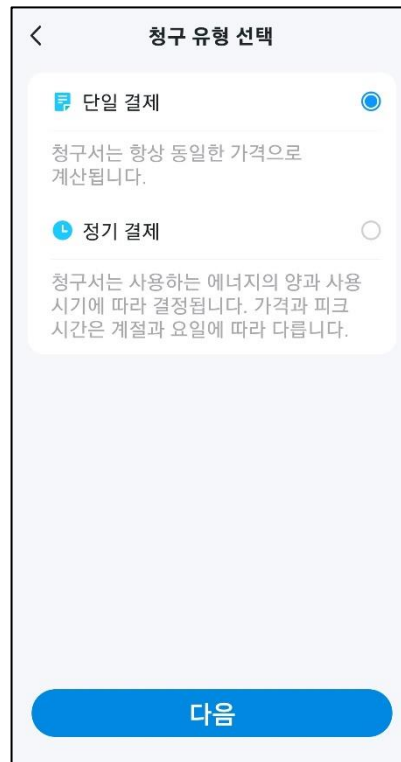 청구 유형 선택
단일 결제
청구서는 항상 동일한 가격으로
계산됩니다.
정기 결제
청구서는 사용하는 에너지의 양과 사용
시기에 따라 결정됩니다. 가격과 피크
시간은 계절과 요일에 따라 다릅니다.
다음